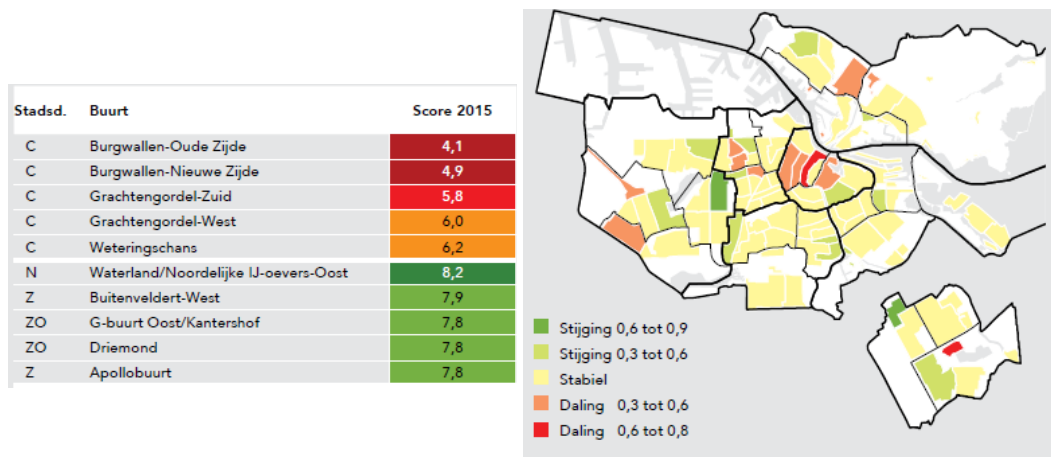 Stadsd. Buurt Score 2015
C Burgwallen-Oude Zijde 4,1
C Burgwallen-Nieuwe Zijde 4,9
C Grachtengordel-Zuid 5,8
C Grachtengordel-West 6,0
C Weteringschans 6,2
N Waterland/Noordelijke IJ-oevers-Oost 8,2
Z Buitenveldert-West 7,9
ZO G-buurt Oost/Kantershof 7,8
ZO Driemond 7,8
Z Apollobuurt 7,8
Stijging 0,6 tot 0,9
Stijging 0,3 tot 0,6
Stabiel
Daling 0,3 tot 0,6
Daling 0,6 tot 0,8